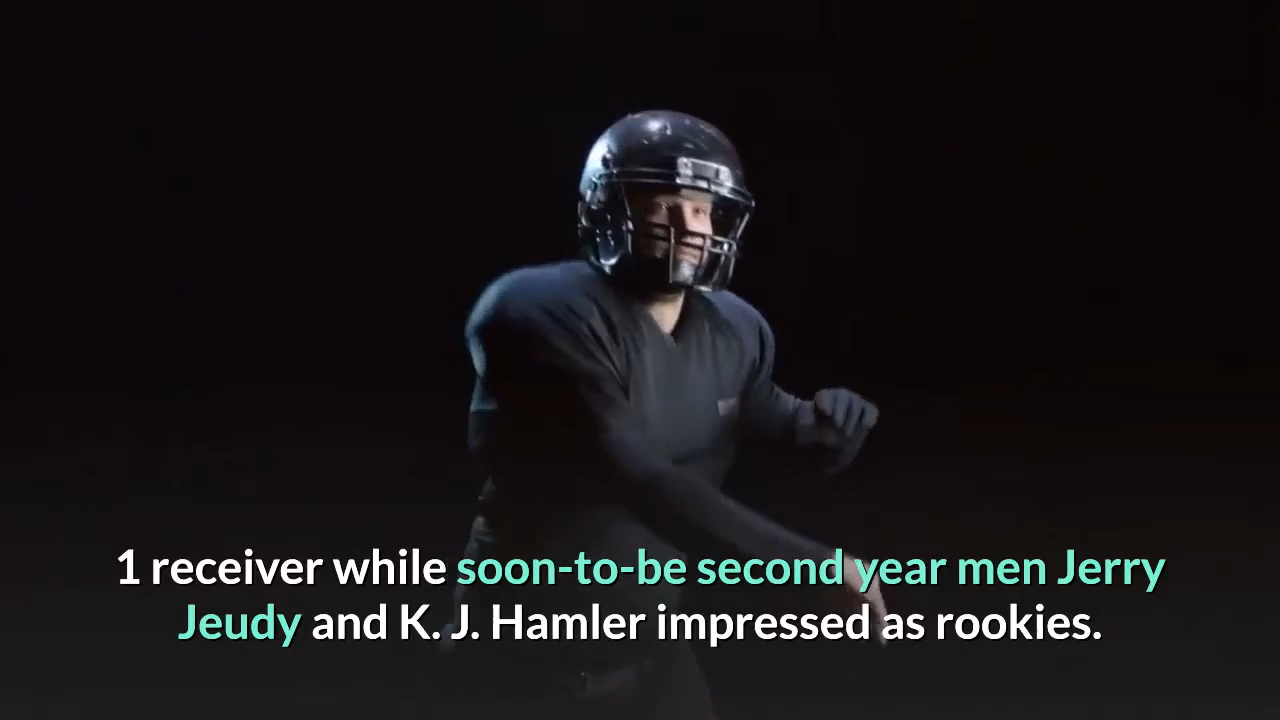 1 receiver while soon-to-be second year men Jerry
Jeudy and K. J. Hamler impressed as rookies.